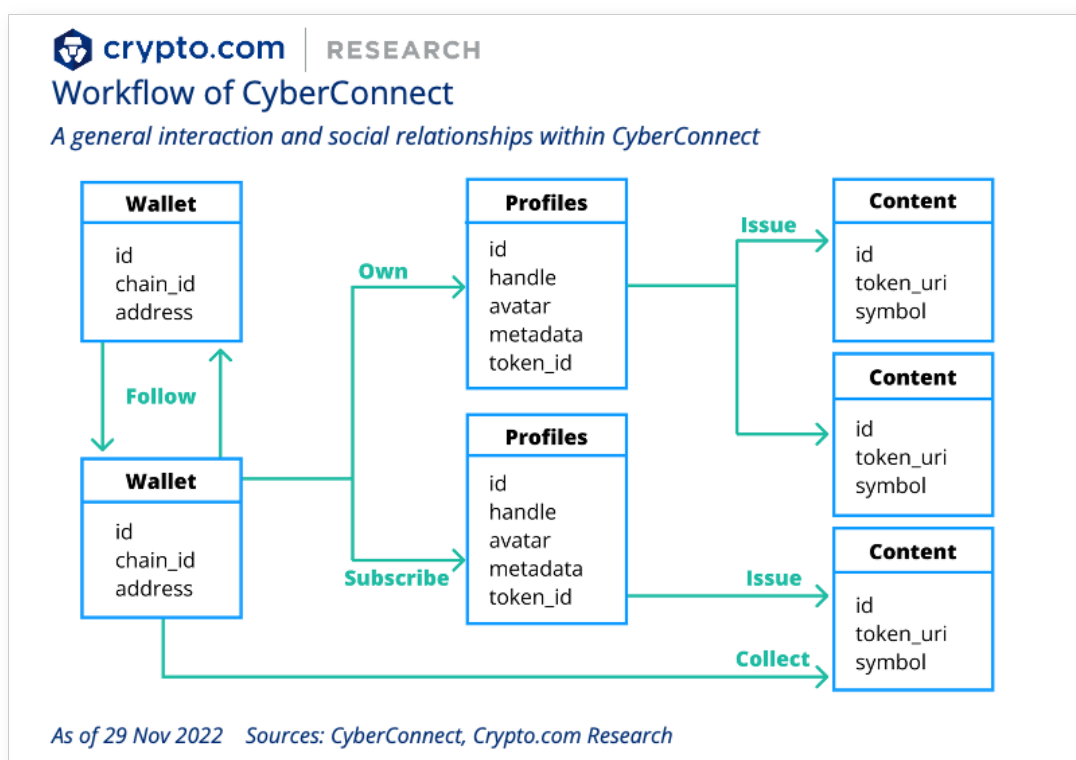 crypto.com | RESEARCH
Workflow of CyberConnect
A general interaction and social relationships within CyberConnect
Wallet
id
chain_id
address
Follow
Wallet
id
chain_id
address
Own
Subscribe
Profiles
id
handle
avatar
metadata
token_id
Profiles
id
handle
avatar
metadata
token_id
Issue
Issue
Collect
Content
id
token_uri
symbol
Content
id
token_uri
symbol
Content
id
token_uri
symbol
As of 29 Nov 2022 Sources: CyberConnect, Crypto.com Research